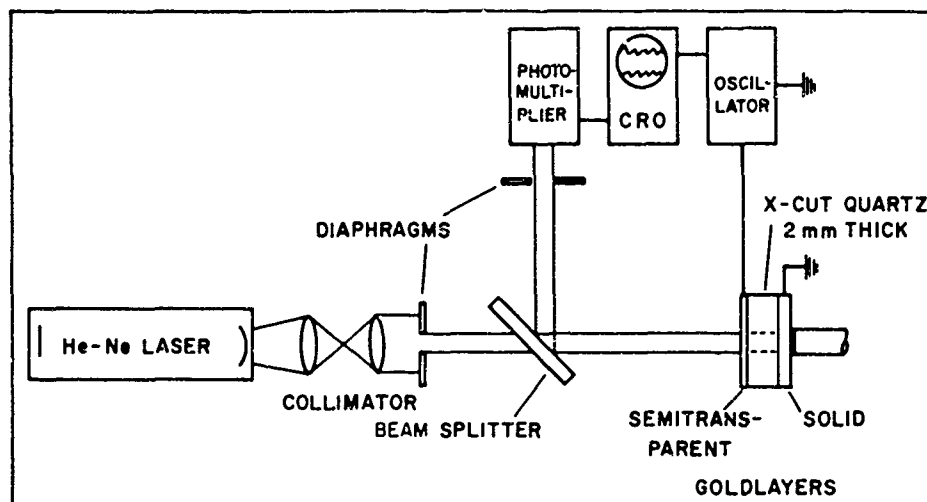 PHOTO-
MULTI-
PLIER
CRO
OSCIL-
LATOR
X-CUT QUARTZ
2 mm THICK
DIAPHRAGMS
He-Ne LASER
COLLIMATOR
BEAM SPLITTER
SEMITRANS-
PARENT
SOLID
GOLDLAYERS